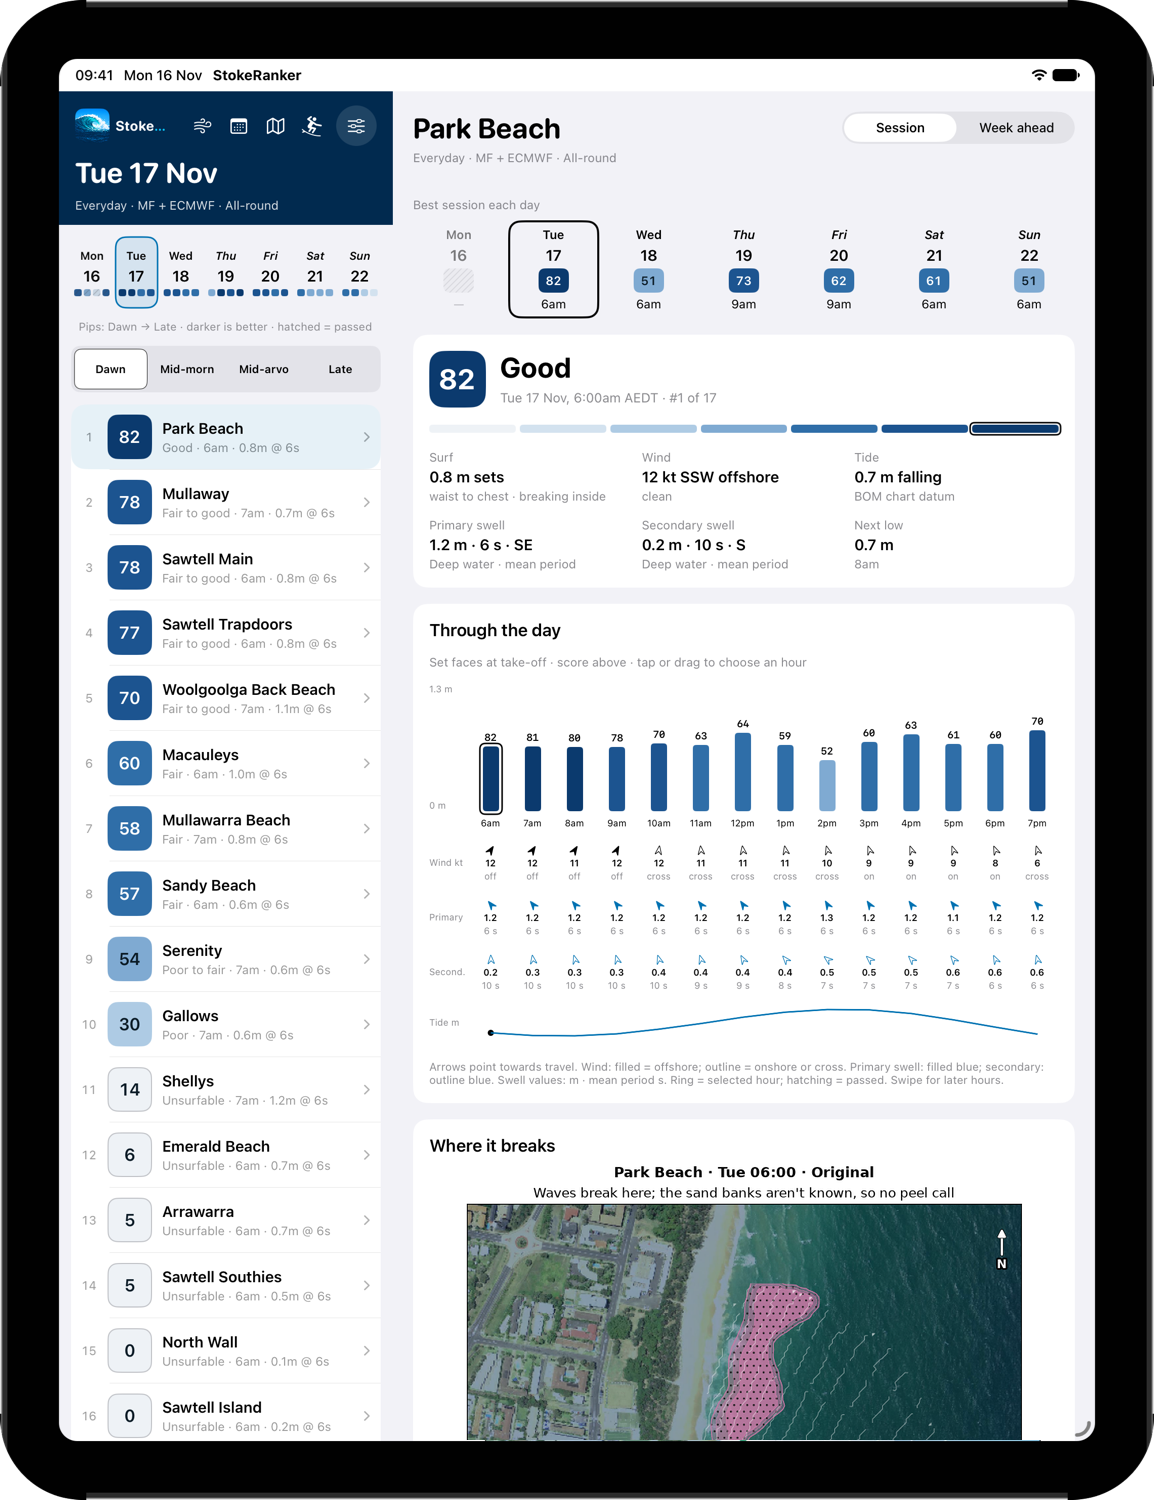 09:41 Mon 16 Nov StokeRanker
Stoke...
Tue 17 Nov
Everyday · MF + ECMWF · All-round
Mon Tue Wed Thu Fri Sat Sun
16 17 18 19 20 21 22
Pips: Dawn → Late · darker is better · hatched = passed
Dawn Mid-morn Mid-arvo Late
1 82 Park Beach
Good · 6am · 0.8m @ 6s
2 78 Mullaway
Fair to good · 7am · 0.7m @ 6s
3 78 Sawtell Main
Fair to good · 6am · 0.8m @ 6s
4 77 Sawtell Trapdoors
Fair to good · 6am · 0.8m @ 6s
5 70 Woolgoolga Back Beach
Fair to good · 7am · 1.1m @ 6s
6 60 Macauleys
Fair · 6am · 1.0m @ 6s
7 58 Mullawarra Beach
Fair · 7am · 0.8m @ 6s
8 57 Sandy Beach
Fair · 6am · 0.6m @ 6s
9 54 Serenity
Poor to fair · 7am · 0.6m @ 6s
10 30 Gallows
Poor · 7am · 0.6m @ 6s
11 14 Shellys
Unsurfable · 7am · 1.2m @ 6s
12 6 Emerald Beach
Unsurfable · 6am · 0.7m @ 6s
13 5 Arrawarra
Unsurfable · 6am · 0.7m @ 6s
14 5 Sawtell Southies
Unsurfable · 6am · 0.5m @ 6s
15 0 North Wall
Unsurfable · 6am · 0.1m @ 6s
16 0 Sawtell Island
Unsurfable · 6am · 0.2m @ 6s
Park Beach
Session Week ahead
Everyday · MF + ECMWF · All-round
Best session each day
Mon Tue Wed Thu Fri Sat Sun
16 17 18 19 20 21 22
82 51 73 62 61 51
— 6am 6am 9am 9am 6am 6am
82 Good
Tue 17 Nov, 6:00am AEDT · #1 of 17
Surf Wind Tide
0.8 m sets 12 kt SSW offshore 0.7 m falling
waist to chest · breaking inside clean BOM chart datum
Primary swell Secondary swell Next low
1.2 m · 6 s · SE 0.2 m · 10 s · S 0.7 m
Deep water · mean period Deep water · mean period 8am
Through the day
Set faces at take-off · score above · tap or drag to choose an hour
1.3 m
82 81 80 78 70 63 64 59 52 60 63 61 60 70
0 m
6am 7am 8am 9am 10am 11am 12pm 1pm 2pm 3pm 4pm 5pm 6pm 7pm
Wind kt 12 12 11 12 12 11 11 11 10 9 9 9 8 6
off off off off cross cross cross cross cross on on on on cross
Primary 1.2 1.2 1.2 1.2 1.2 1.2 1.2 1.2 1.3 1.2 1.2 1.1 1.2 1.2
6 s 6 s 6 s 6 s 6 s 6 s 6 s 6 s 6 s 6 s 6 s 6 s 6 s 6 s
Second. 0.2 0.3 0.3 0.3 0.4 0.4 0.4 0.4 0.5 0.5 0.5 0.6 0.6 0.6
10 s 10 s 10 s 10 s 10 s 9 s 9 s 8 s 7 s 7 s 7 s 7 s 6 s 6 s
Tide m
Arrows point towards travel. Wind: filled = offshore; outline = onshore or cross. Primary swell: filled blue; secondary:
outline blue. Swell values: m · mean period s. Ring = selected hour; hatching = passed. Swipe for later hours.
Where it breaks
Park Beach · Tue 06:00 · Original
Waves break here; the sand banks aren't known, so no peel call
N